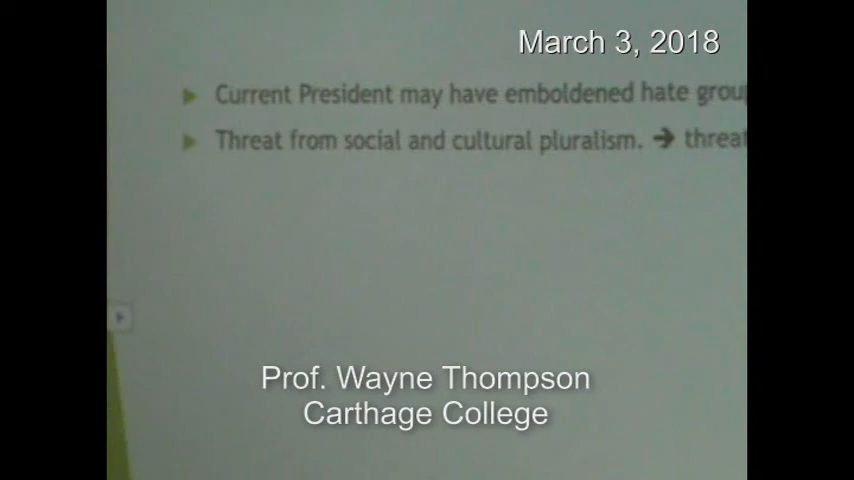 March 3, 2018
Current President may have emboldened hate grou
Threat from social and cultural pluralism. → threat
Prof. Wayne Thompson
Carthage College